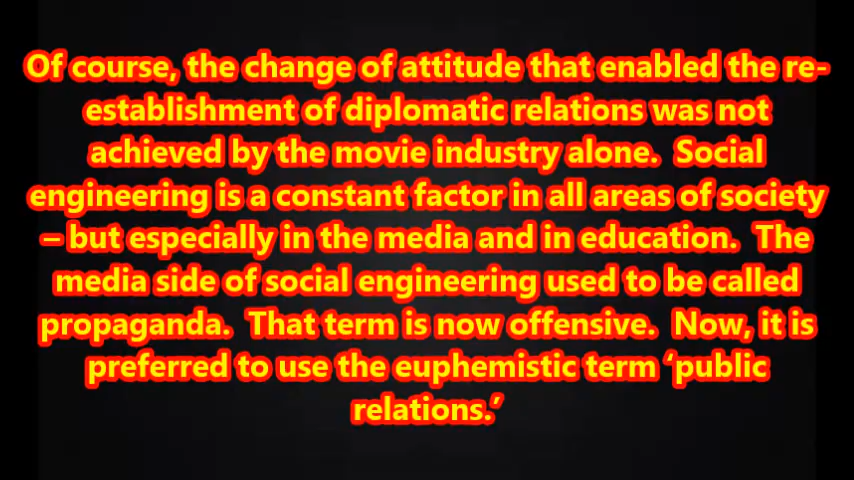 Of course, the change of attitude that enabled the re-
establishment of diplomatic relations was not
achieved by the movie industry alone.  Social
engineering is a constant factor in all areas of society
– but especially in the media and in education.  The
media side of social engineering used to be called
propaganda.  That term is now offensive.  Now, it is
preferred to use the euphemistic term ‘public
relations.’